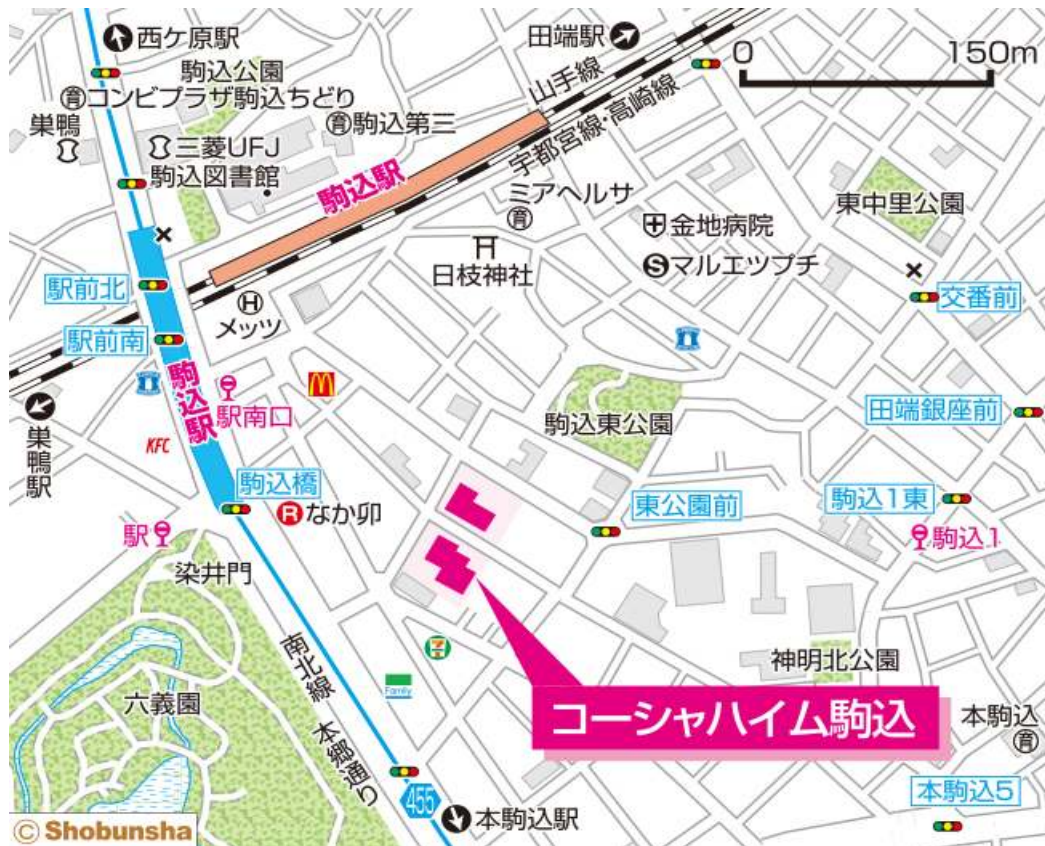 西ケ原駅
田端駅
0 150m
駒込公園
育コンビプラザ駒込ちどり
山手線
宇都宮線・高崎線
巣鴨
三菱UFJ
育駒込第三
駒込図書館
駒込駅
ミアヘルサ
育
東中里公園
金地病院
日枝神社
Sマルエツプチ
駅前北
H
メッツ
交番前
駅前南
駒込駅
M
駅南口
巣鴨駅
KFC
駒込東公園
田端銀座前
駒込橋
Rなか卯
東公園前
駒込1東
駅
駒込1
染井門
南北線
7
神明北公園
六義園
Family
コーシャハイム駒込
本駒込
育
本郷通り
455
本駒込駅
本駒込5
© Shobunsha